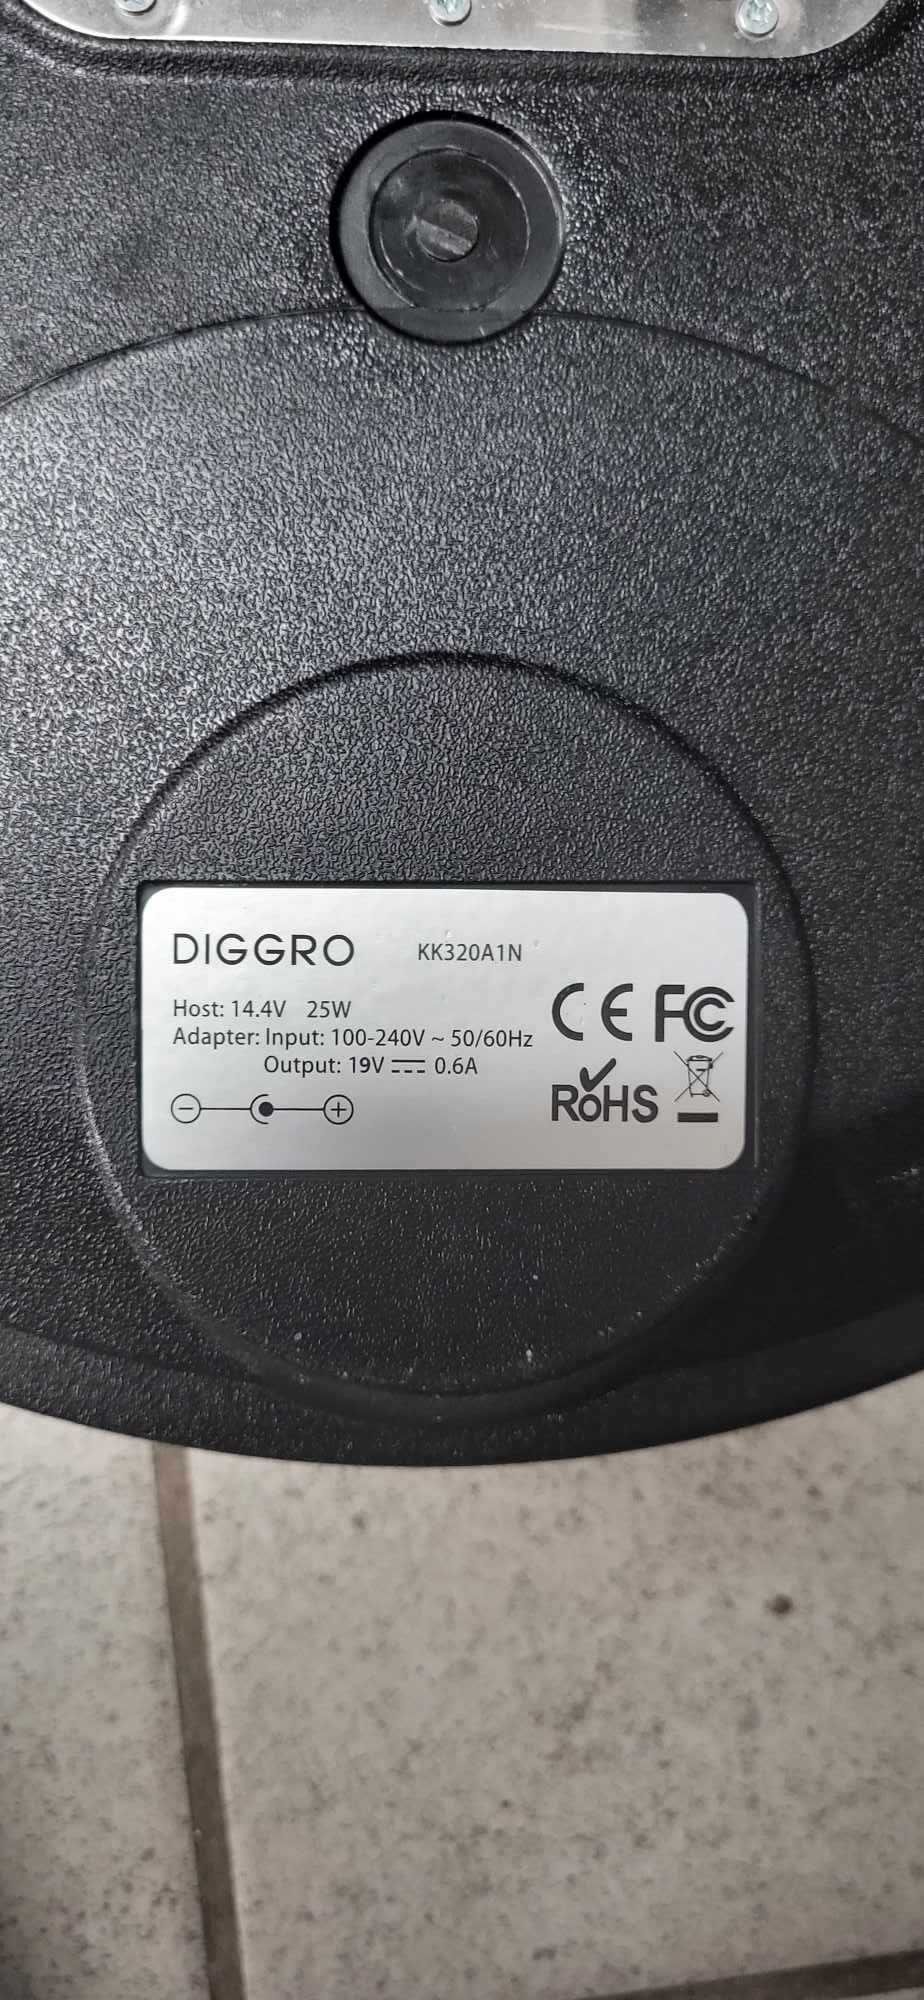 DIGGRO KK320A1N
Host: 14.4V 25W
Adapter: Input: 100-240V ~ 50/60Hz
Output: 19V ⎓ 0.6A
- +
CE FC
RoHS